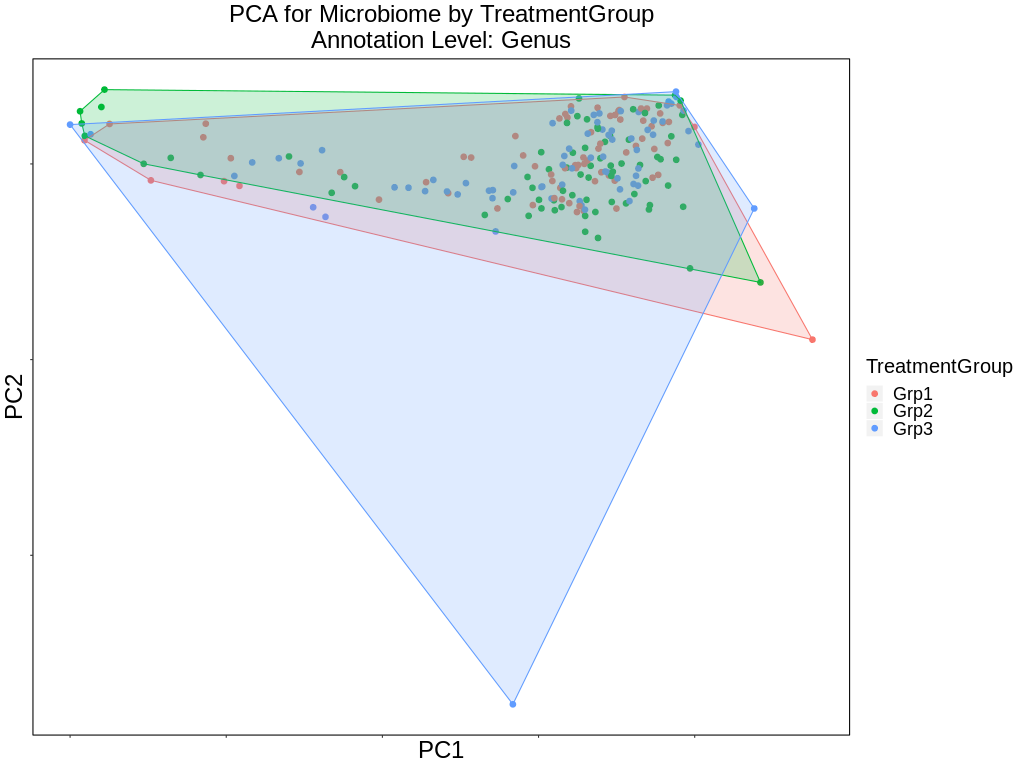 PCA for Microbiome by TreatmentGroup
Annotation Level: Genus
PC2
PC1
TreatmentGroup
Grp1
Grp2
Grp3